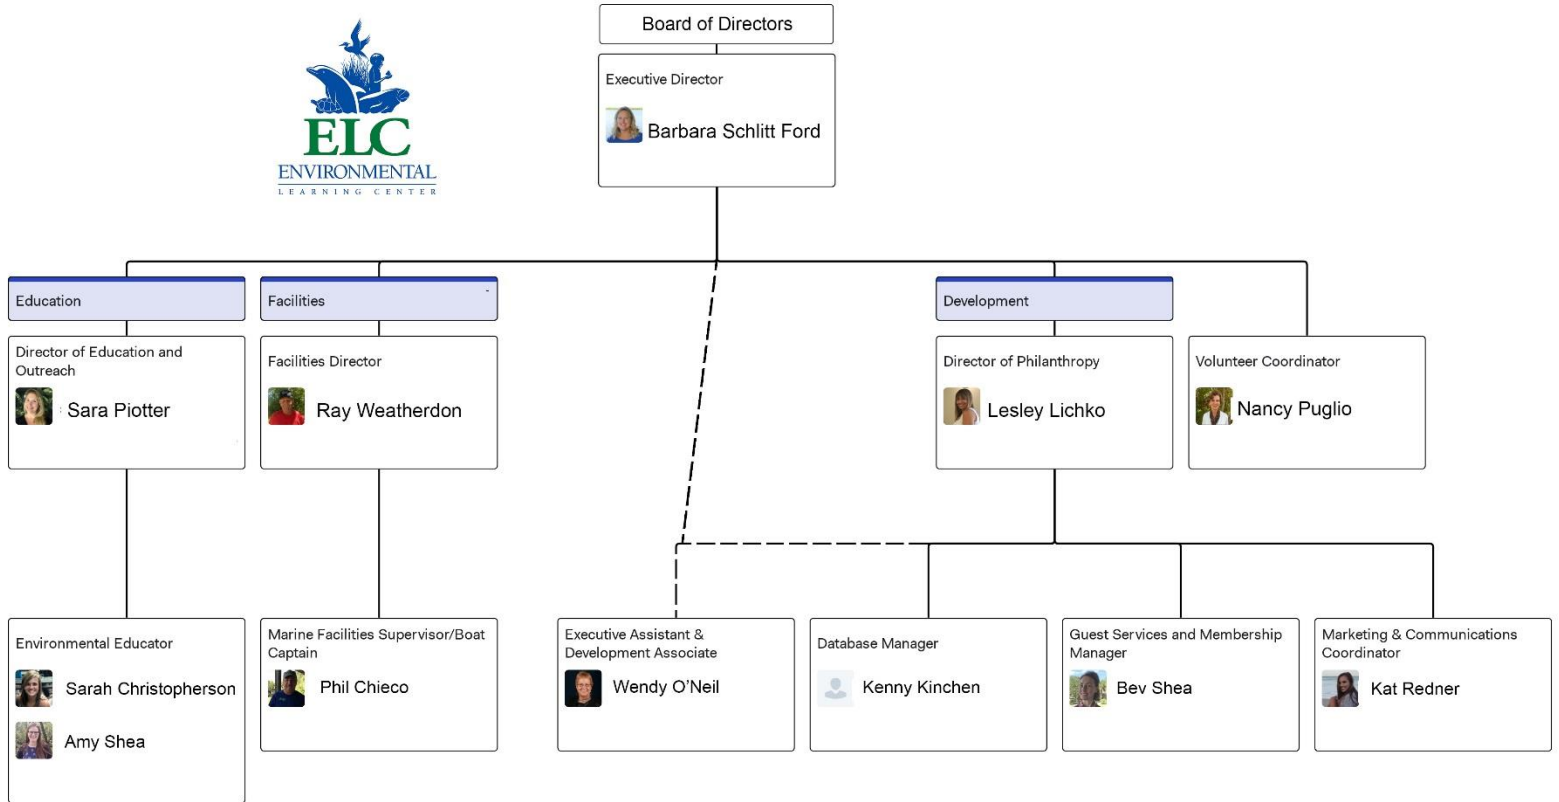 Board of Directors
Executive Director
Barbara Schlitt Ford
ELC
ENVIRONMENTAL
LEARNING CENTER
Education
Facilities
Development
Director of Education and
Outreach
Sara Piotter
Facilities Director
Ray Weatherdon
Director of Philanthropy
Lesley Lichko
Volunteer Coordinator
Nancy Puglio
Environmental Educator
Sarah Christopherson
Amy Shea
Marine Facilities Supervisor/Boat
Captain
Phil Chieco
Executive Assistant &
Development Associate
Wendy O’Neil
Database Manager
Kenny Kinchen
Guest Services and Membership
Manager
Bev Shea
Marketing & Communications
Coordinator
Kat Redner